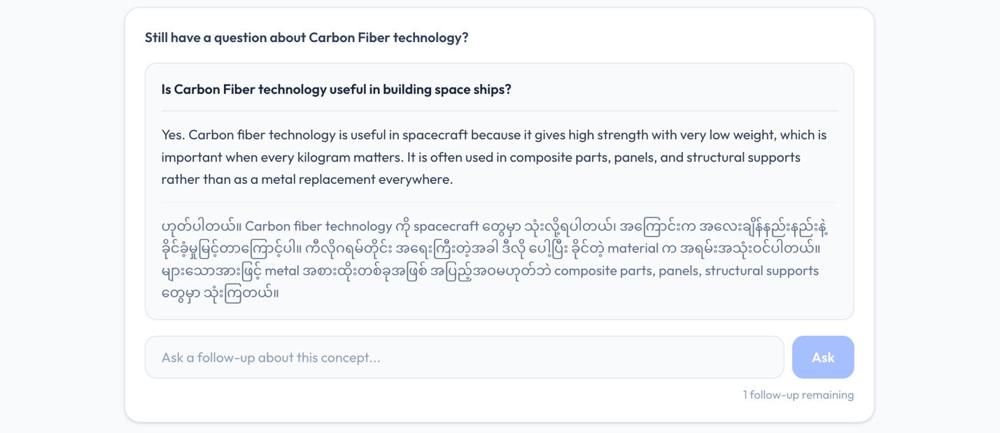 Still have a question about Carbon Fiber technology?
Is Carbon Fiber technology useful in building space ships?
Yes. Carbon fiber technology is useful in spacecraft because it gives high strength with very low weight, which is
important when every kilogram matters. It is often used in composite parts, panels, and structural supports
rather than as a metal replacement everywhere.
ဟုတ်ပါတယ်။ Carbon fiber technology ကို spacecraft တွေမှာ သုံးလို့ရပါတယ်၊ အကြောင်းက အလေးချိန်နည်းနည်းနဲ့
ခိုင်ခံ့မှုမြင့်တာကြောင့်ပါ။ ကီလိုဂရမ်တိုင်း အရေးကြီးတဲ့အခါ ဒီလို ပေါ့ပြီး ခိုင်တဲ့ material က အရမ်းအသုံးဝင်ပါတယ်။
များသောအားဖြင့် metal အစားထိုးတစ်ခုအဖြစ် အပြည့်အဝမဟုတ်ဘဲ composite parts, panels, structural supports
တွေမှာ သုံးကြတယ်။
Ask a follow-up about this concept...
Ask
1 follow-up remaining